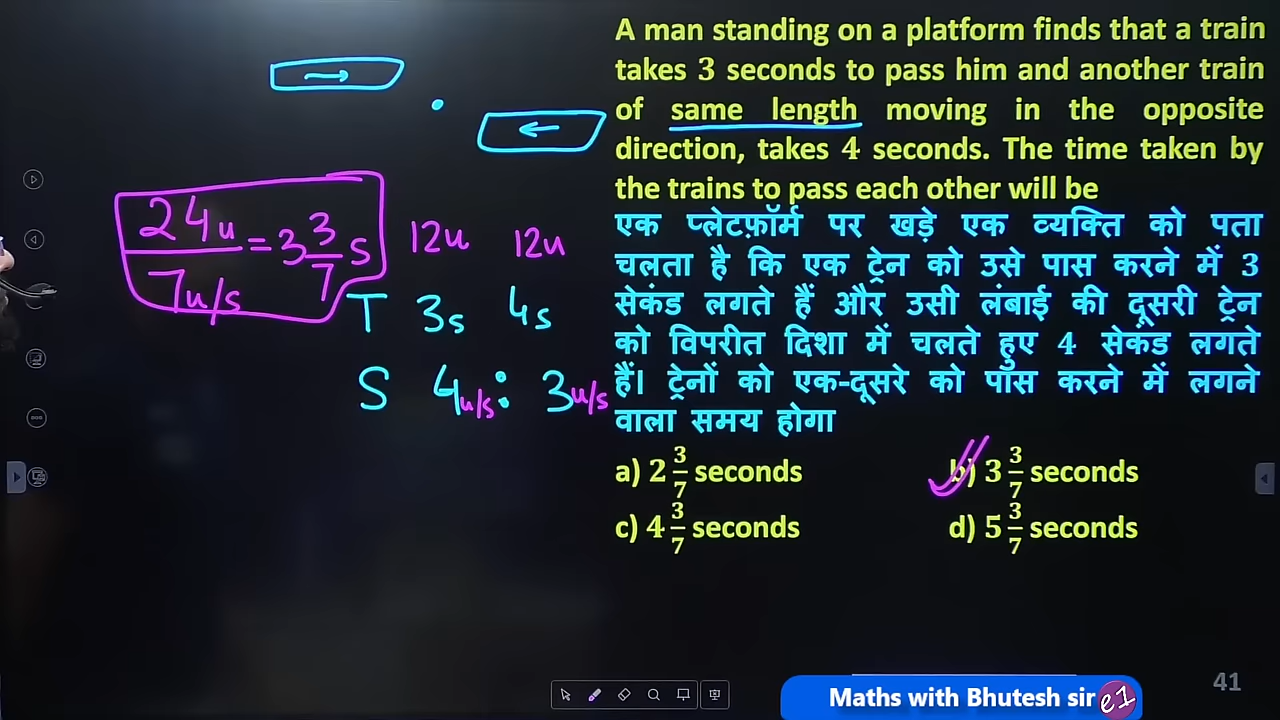 A man standing on a platform finds that a train
takes 3 seconds to pass him and another train
of same length moving in the opposite
direction, takes 4 seconds. The time taken by
the trains to pass each other will be
एक प्लेटफ़ॉर्म पर खड़े एक व्यक्ति को पता
चलता है कि एक ट्रेन को उसे पास करने में 3
सेकंड लगते हैं और उसी लंबाई की दूसरी ट्रेन
को विपरीत दिशा में चलते हुए 4 सेकंड लगते
हैं। ट्रेनों को एक-दूसरे को पास करने में लगने
वाला समय होगा
a) 2 3/7 seconds b) 3 3/7 seconds
c) 4 3/7 seconds d) 5 3/7 seconds
24u/7u/s = 3 3/7 s
12u 12u
T 3s 4s
S 4u/s : 3u/s
41
Maths with Bhutesh sir e1